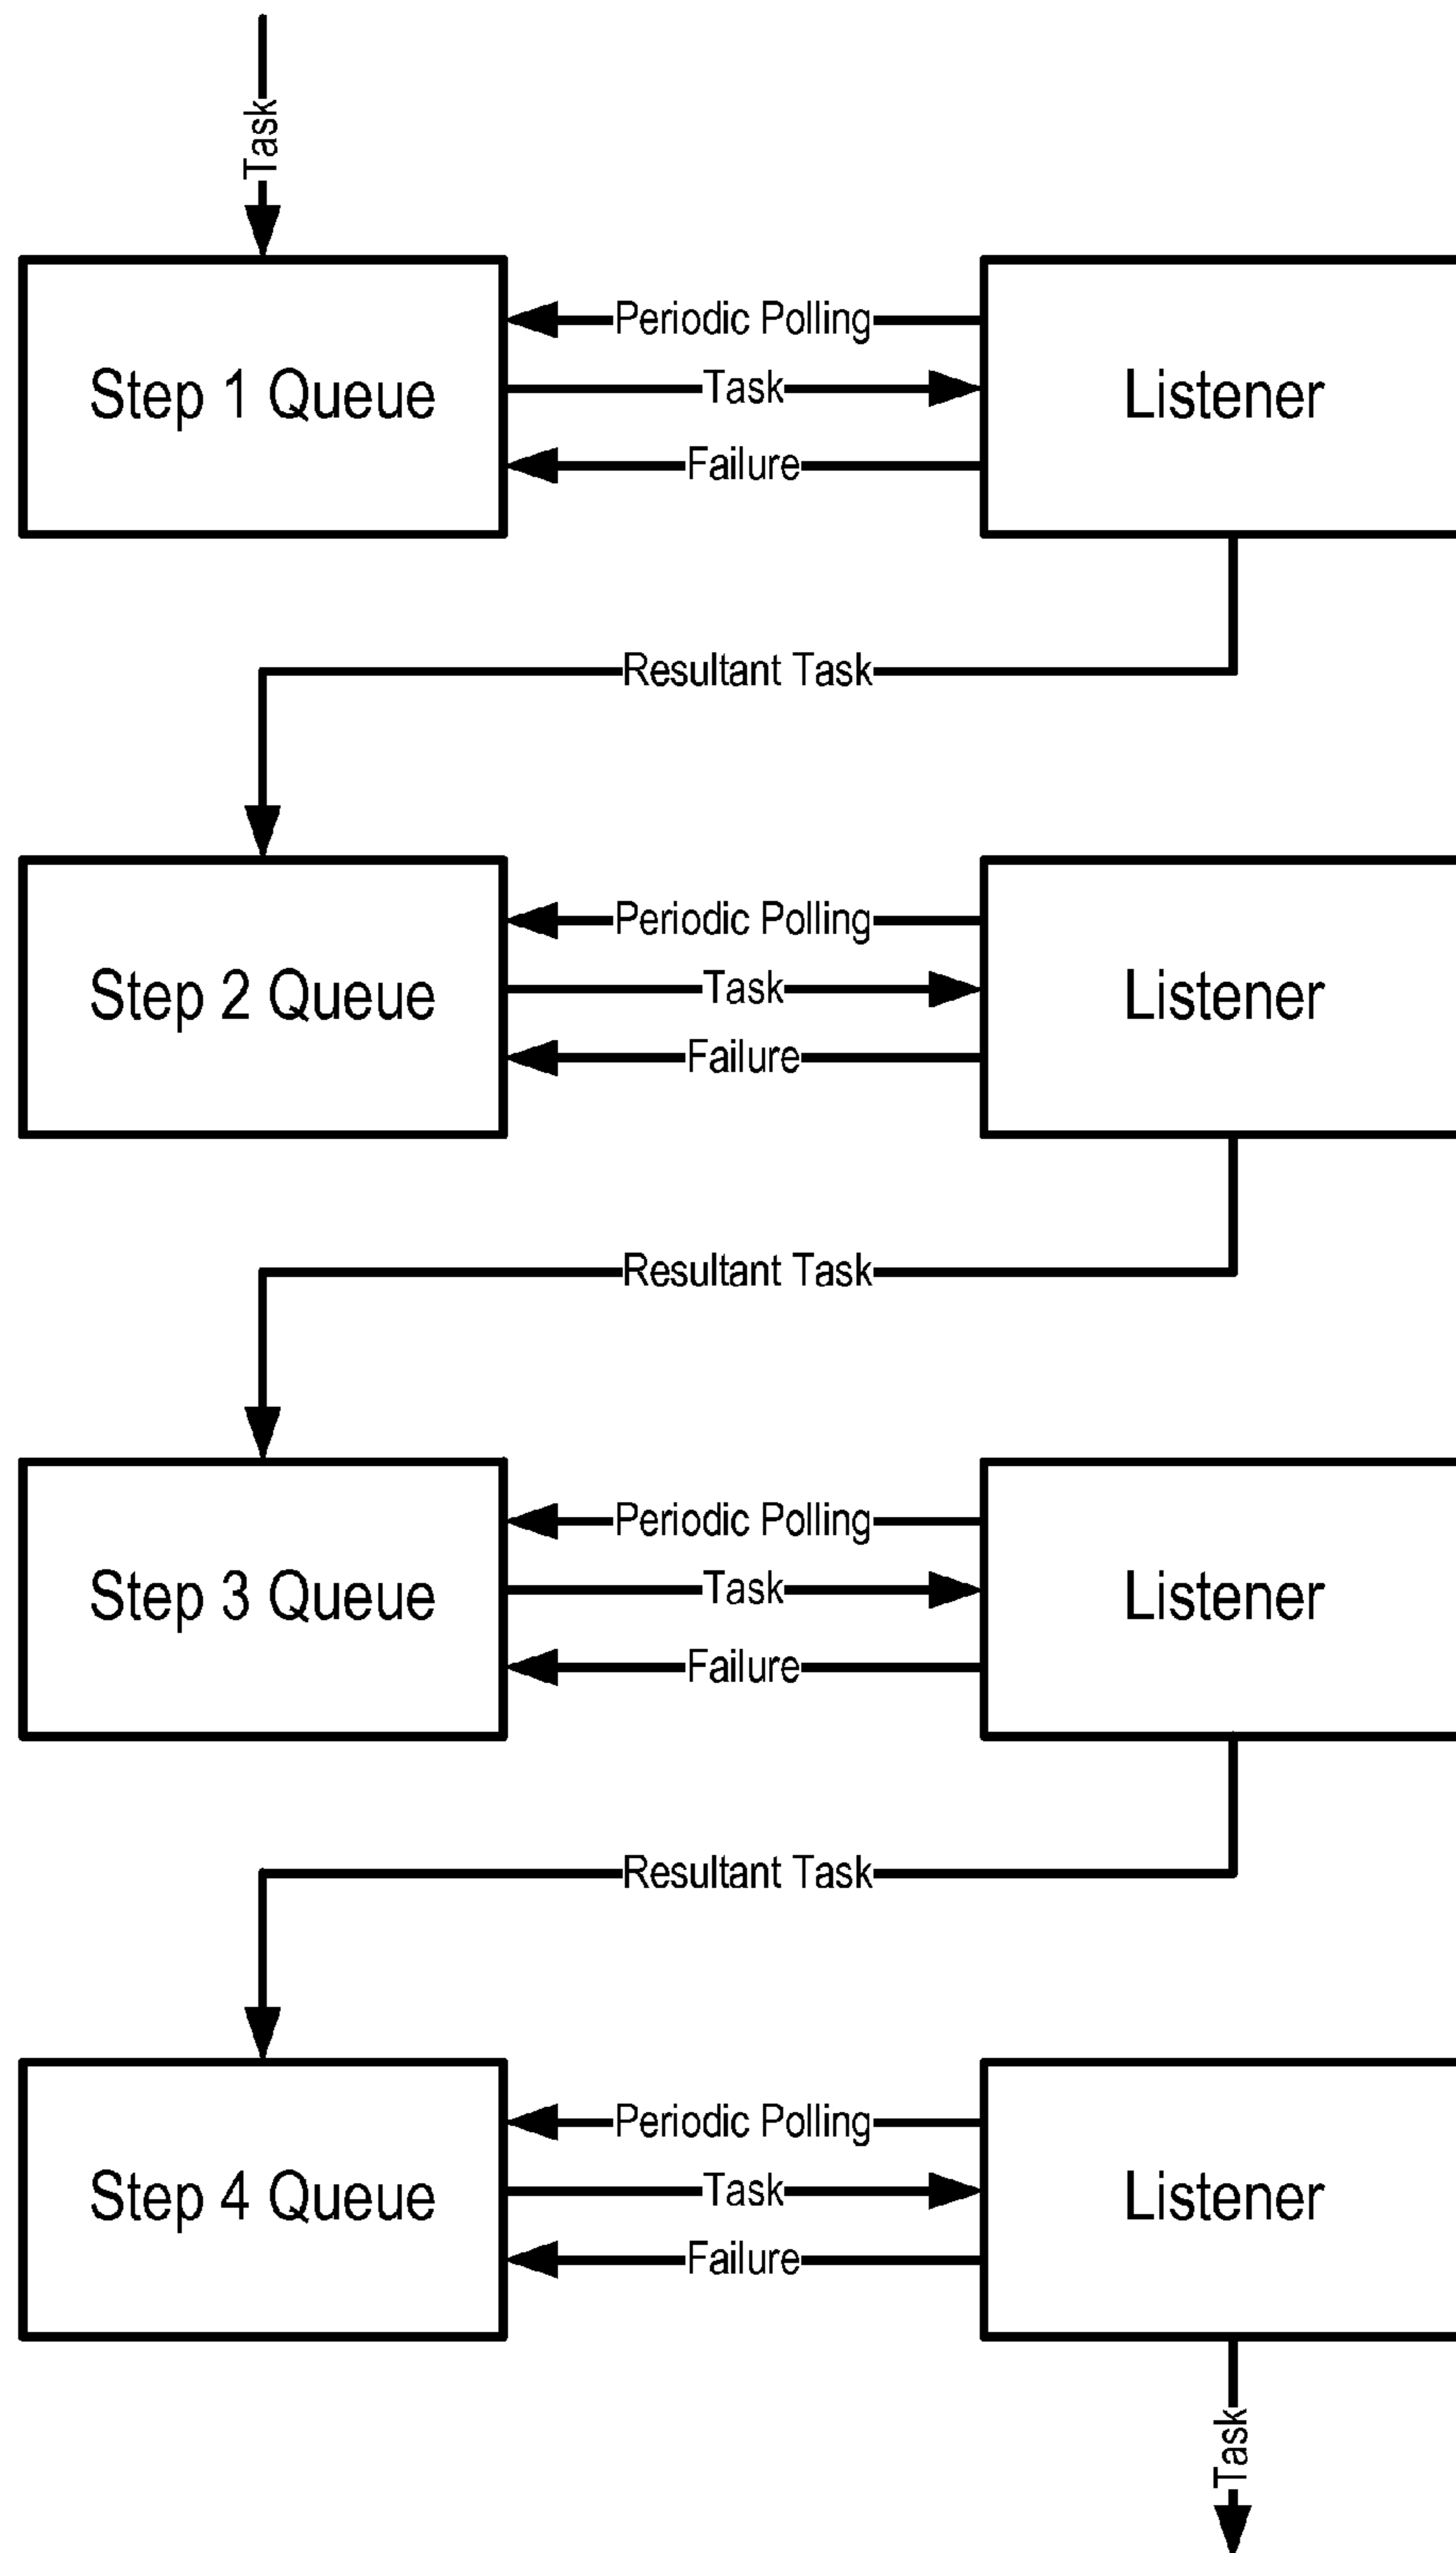 Task
Periodic Polling
Step 1 Queue
Task
Listener
Failure
Resultant Task
Periodic Polling
Step 2 Queue
Task
Listener
Failure
Resultant Task
Periodic Polling
Step 3 Queue
Task
Listener
Failure
Resultant Task
Periodic Polling
Step 4 Queue
Task
Listener
Failure
Task